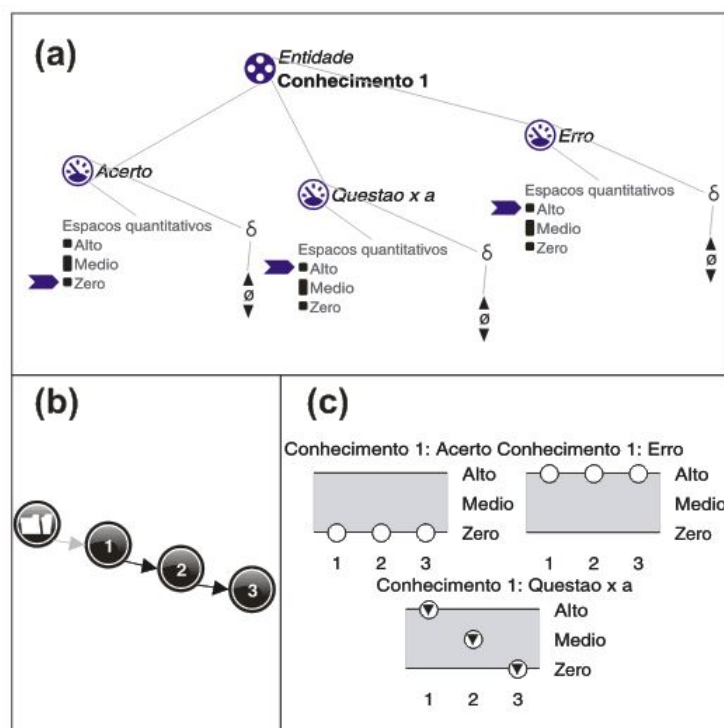 (a)
Entidade
Conhecimento 1
Acerto
Espacos quantitativos
Alto
Medio
Zero
δ
ø
Questao x a
Espacos quantitativos
Alto
Medio
Zero
δ
ø
Erro
Espacos quantitativos
Alto
Medio
Zero
δ
ø
(b)
1
2
3
(c)
Conhecimento 1: Acerto Conhecimento 1: Erro
Alto Alto
Medio Medio
Zero Zero
1 2 3 1 2 3
Conhecimento 1: Questao x a
Alto
Medio
Zero
1 2 3